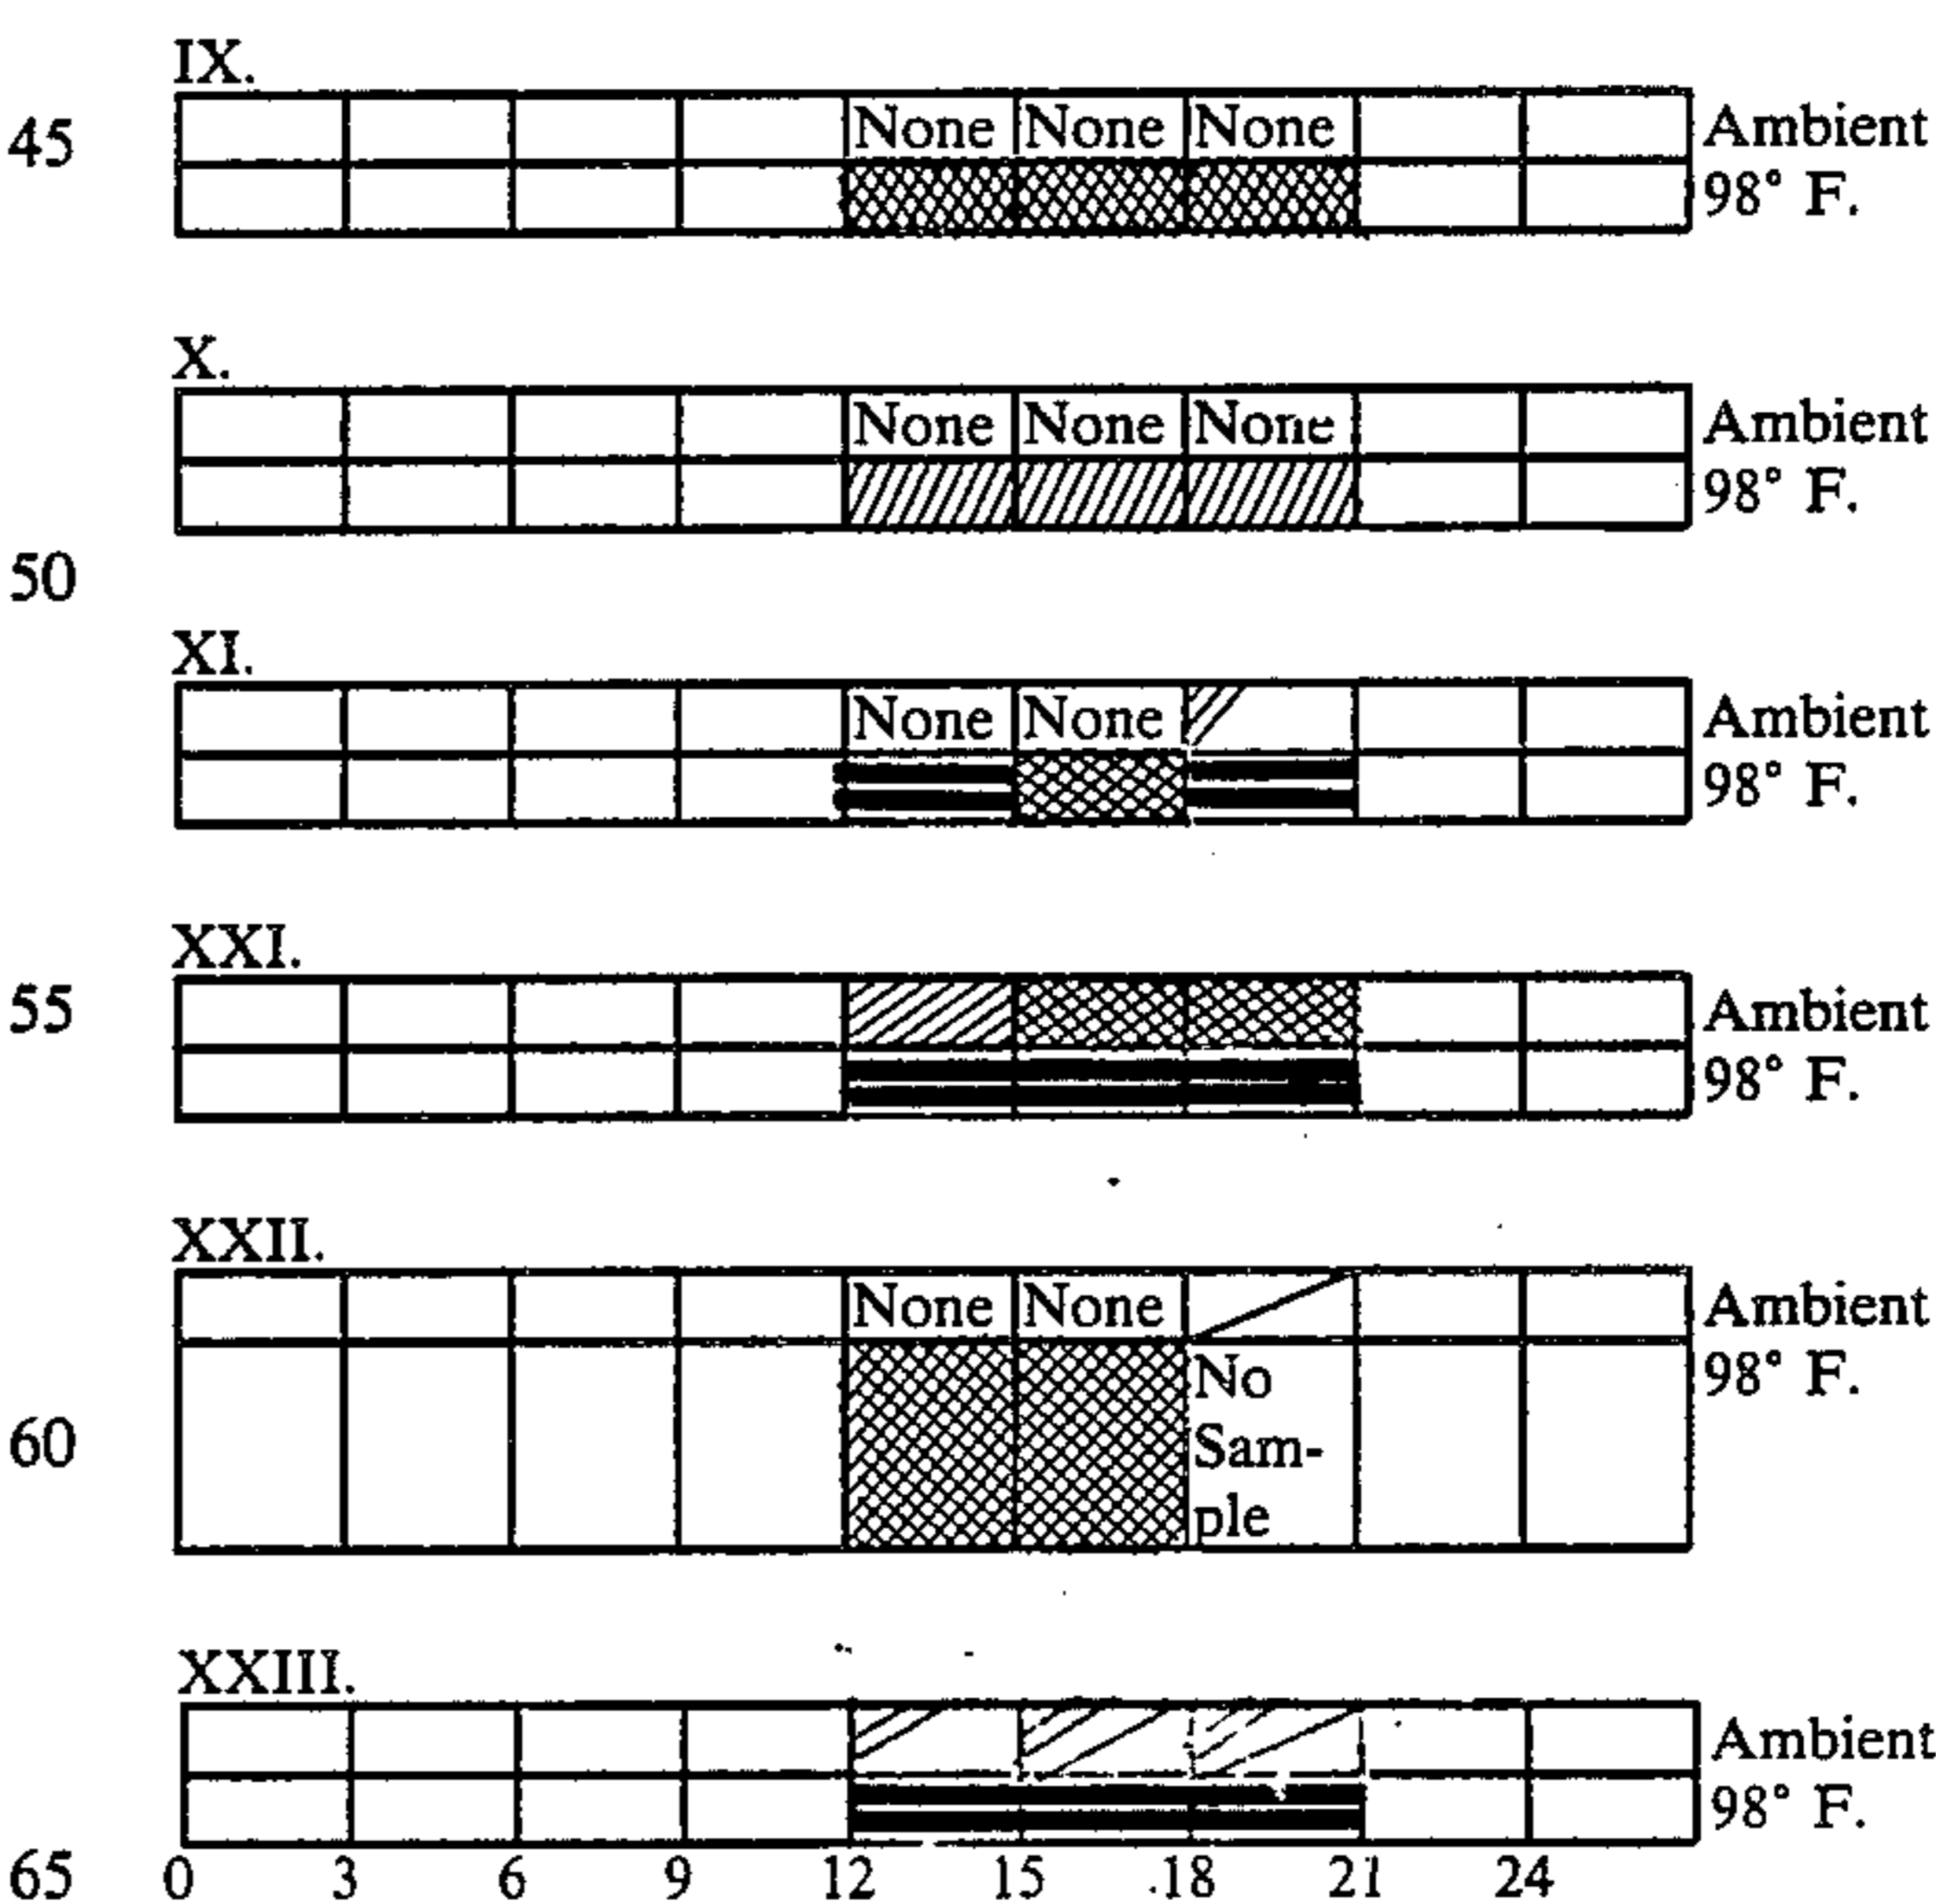 IX.
45 None None None Ambient
98° F.
X.
None None None Ambient
98° F.
50
XI.
None None Ambient
98° F.
XXI.
55 Ambient
98° F.
XXII.
None None Ambient
No 98° F.
60 Sam-
ple
XXIII.
Ambient
98° F.
65 0 3 6 9 12 15 18 21 24